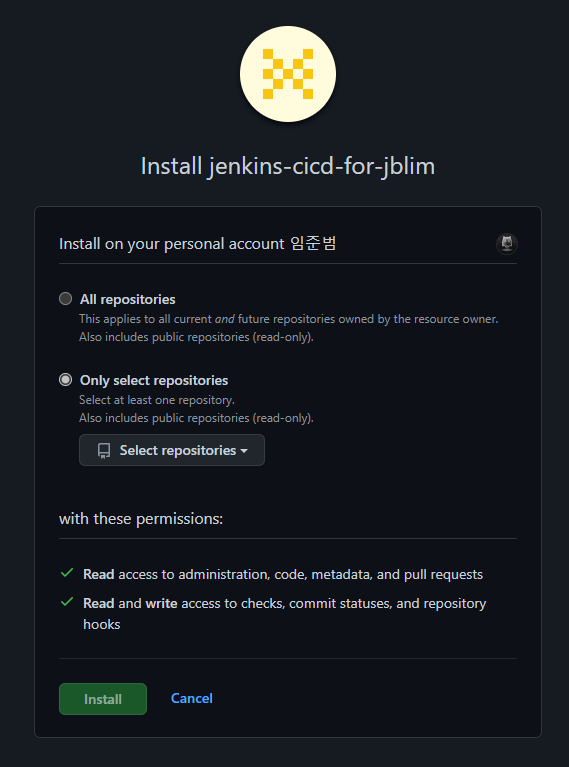 Install jenkins-cicd-for-jblim
Install on your personal account 임준범
All repositories
This applies to all current and future repositories owned by the resource owner.
Also includes public repositories (read-only).
Only select repositories
Select at least one repository.
Also includes public repositories (read-only).
Select repositories
with these permissions:
Read access to administration, code, metadata, and pull requests
Read and write access to checks, commit statuses, and repository
hooks
Install Cancel